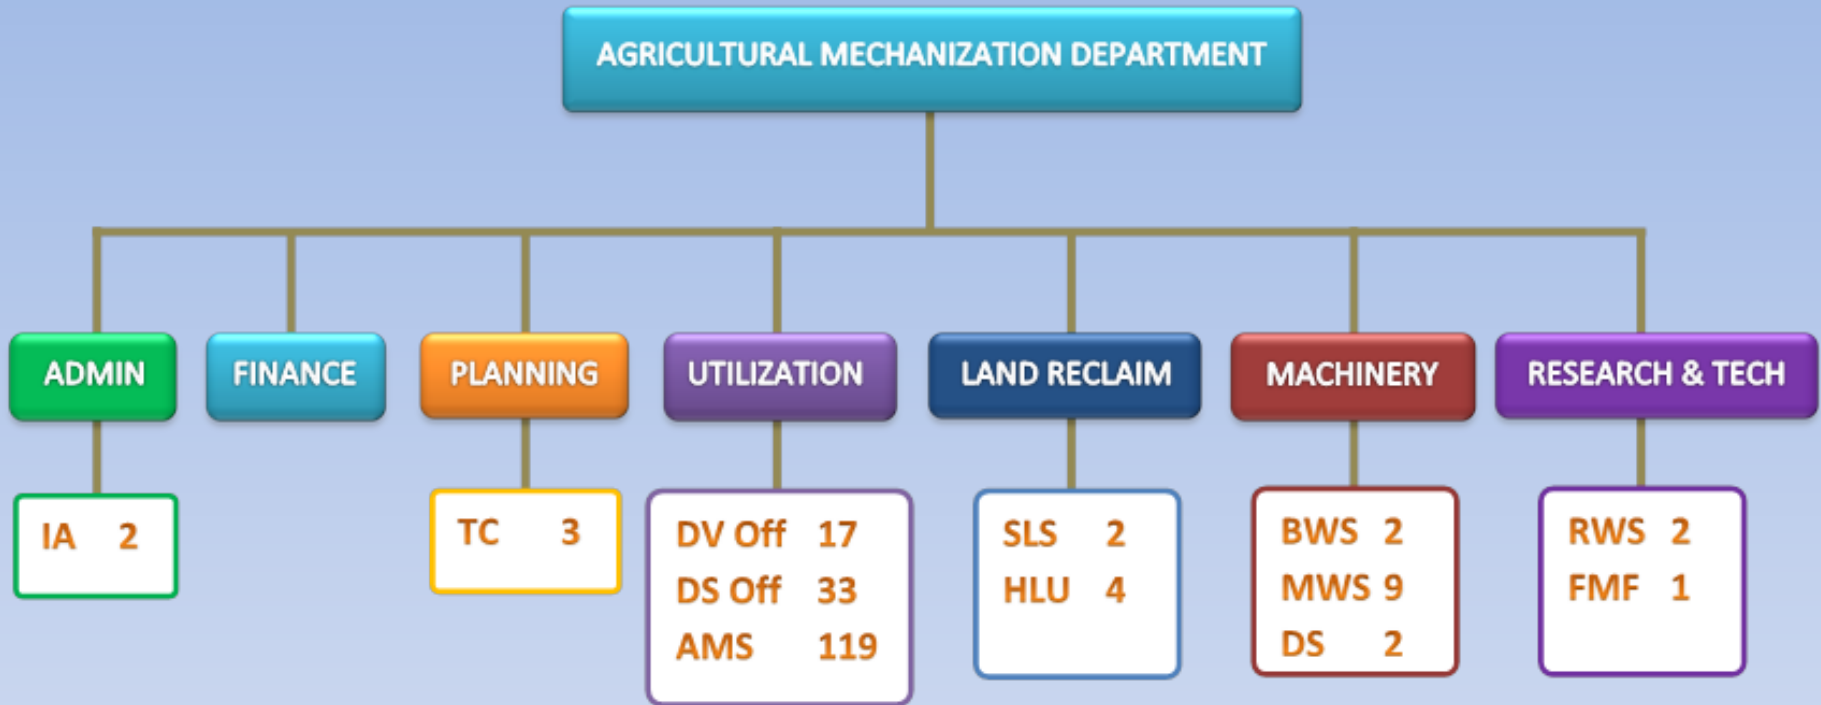 AGRICULTURAL MECHANIZATION DEPARTMENT
ADMIN
FINANCE
PLANNING
UTILIZATION
LAND RECLAIM
MACHINERY
RESEARCH & TECH
IA 2
TC 3
DV Off 17
DS Off 33
AMS 119
SLS 2
HLU 4
BWS 2
MWS 9
DS 2
RWS 2
FMF 1